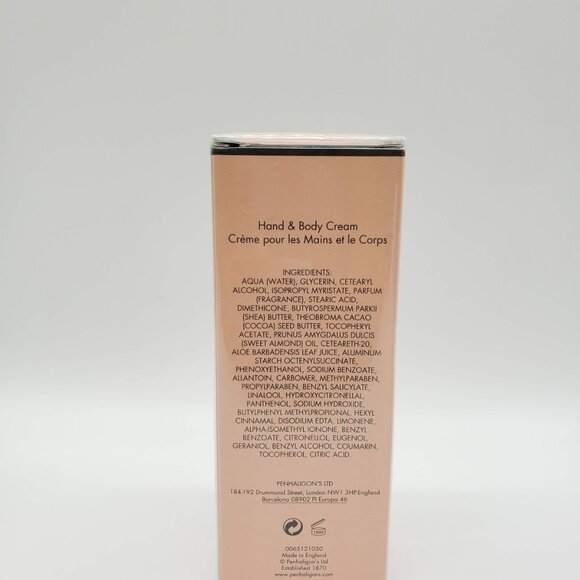 Hand & Body Cream
Crème pour les Mains et le Corps
INGREDIENTS:
AQUA (WATER), GLYCERIN, CETEARYL
ALCOHOL, ISOPROPYL MYRISTATE, PARFUM
(FRAGRANCE), STEARIC ACID,
DIMETHICONE, BUTYROSPERMUM PARKII
(SHEA) BUTTER, THEOBROMA CACAO
(COCOA) SEED BUTTER, TOCOPHERYL
ACETATE, PRUNUS AMYGDALUS DULCIS
(SWEET ALMOND) OIL, CETEARETH-20,
ALOE BARBADENSIS LEAF JUICE, ALUMINUM
STARCH OCTENYLSUCCINATE,
PHENOXYETHANOL, SODIUM BENZOATE,
ALLANTOIN, CARBOMER, METHYLPARABEN,
PROPYLPARABEN, BENZYL SALICYLATE,
LINALOOL, HYDROXYCITRONELLAL,
PANTHENOL, SODIUM HYDROXIDE,
BUTYLPHENYL METHYLPROPIONAL, HEXYL
CINNAMAL, DISODIUM EDTA, LIMONENE,
ALPHA-ISOMETHYL IONONE, BENZYL
BENZOATE, CITRONELLOL, EUGENOL,
GERANIOL, BENZYL ALCOHOL, COUMARIN,
TOCOPHEROL, CITRIC ACID.
PENHALIGON'S LTD
184-192 Drummond Street, London NW1 3HP-England
Barcelona 08902 PI Europa 46
18M
0065121030
Made in England
© Penhaligon's Ltd
Established 1870
www.penhaligons.com